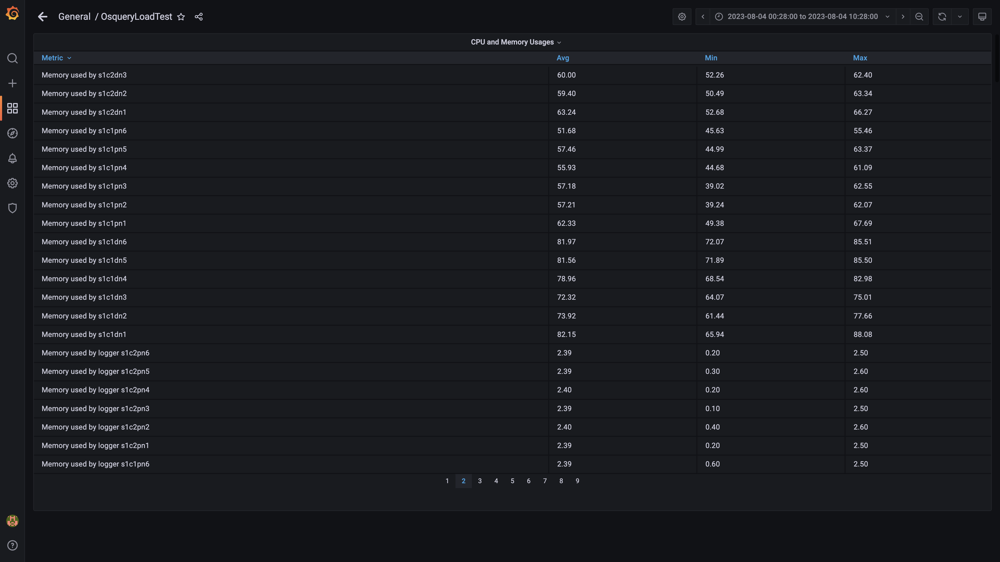 General / OsqueryLoadTest
2023-08-04 00:28:00 to 2023-08-04 10:28:00
CPU and Memory Usages
Metric Avg Min Max
Memory used by s1c2dn3 60.00 52.26 62.40
Memory used by s1c2dn2 59.40 50.49 63.34
Memory used by s1c2dn1 63.24 52.68 66.27
Memory used by s1c1pn6 51.68 45.63 55.46
Memory used by s1c1pn5 57.46 44.99 63.37
Memory used by s1c1pn4 55.93 44.68 61.09
Memory used by s1c1pn3 57.18 39.02 62.55
Memory used by s1c1pn2 57.21 39.24 62.07
Memory used by s1c1pn1 62.33 49.38 67.69
Memory used by s1c1dn6 81.97 72.07 85.51
Memory used by s1c1dn5 81.56 71.89 85.50
Memory used by s1c1dn4 78.96 68.54 82.98
Memory used by s1c1dn3 72.32 64.07 75.01
Memory used by s1c1dn2 73.92 61.44 77.66
Memory used by s1c1dn1 82.15 65.94 88.08
Memory used by logger s1c2pn6 2.39 0.20 2.50
Memory used by logger s1c2pn5 2.39 0.30 2.60
Memory used by logger s1c2pn4 2.40 0.20 2.60
Memory used by logger s1c2pn3 2.39 0.10 2.50
Memory used by logger s1c2pn2 2.40 0.40 2.60
Memory used by logger s1c2pn1 2.39 0.20 2.50
Memory used by logger s1c1pn6 2.39 0.60 2.50
1 2 3 4 5 6 7 8 9